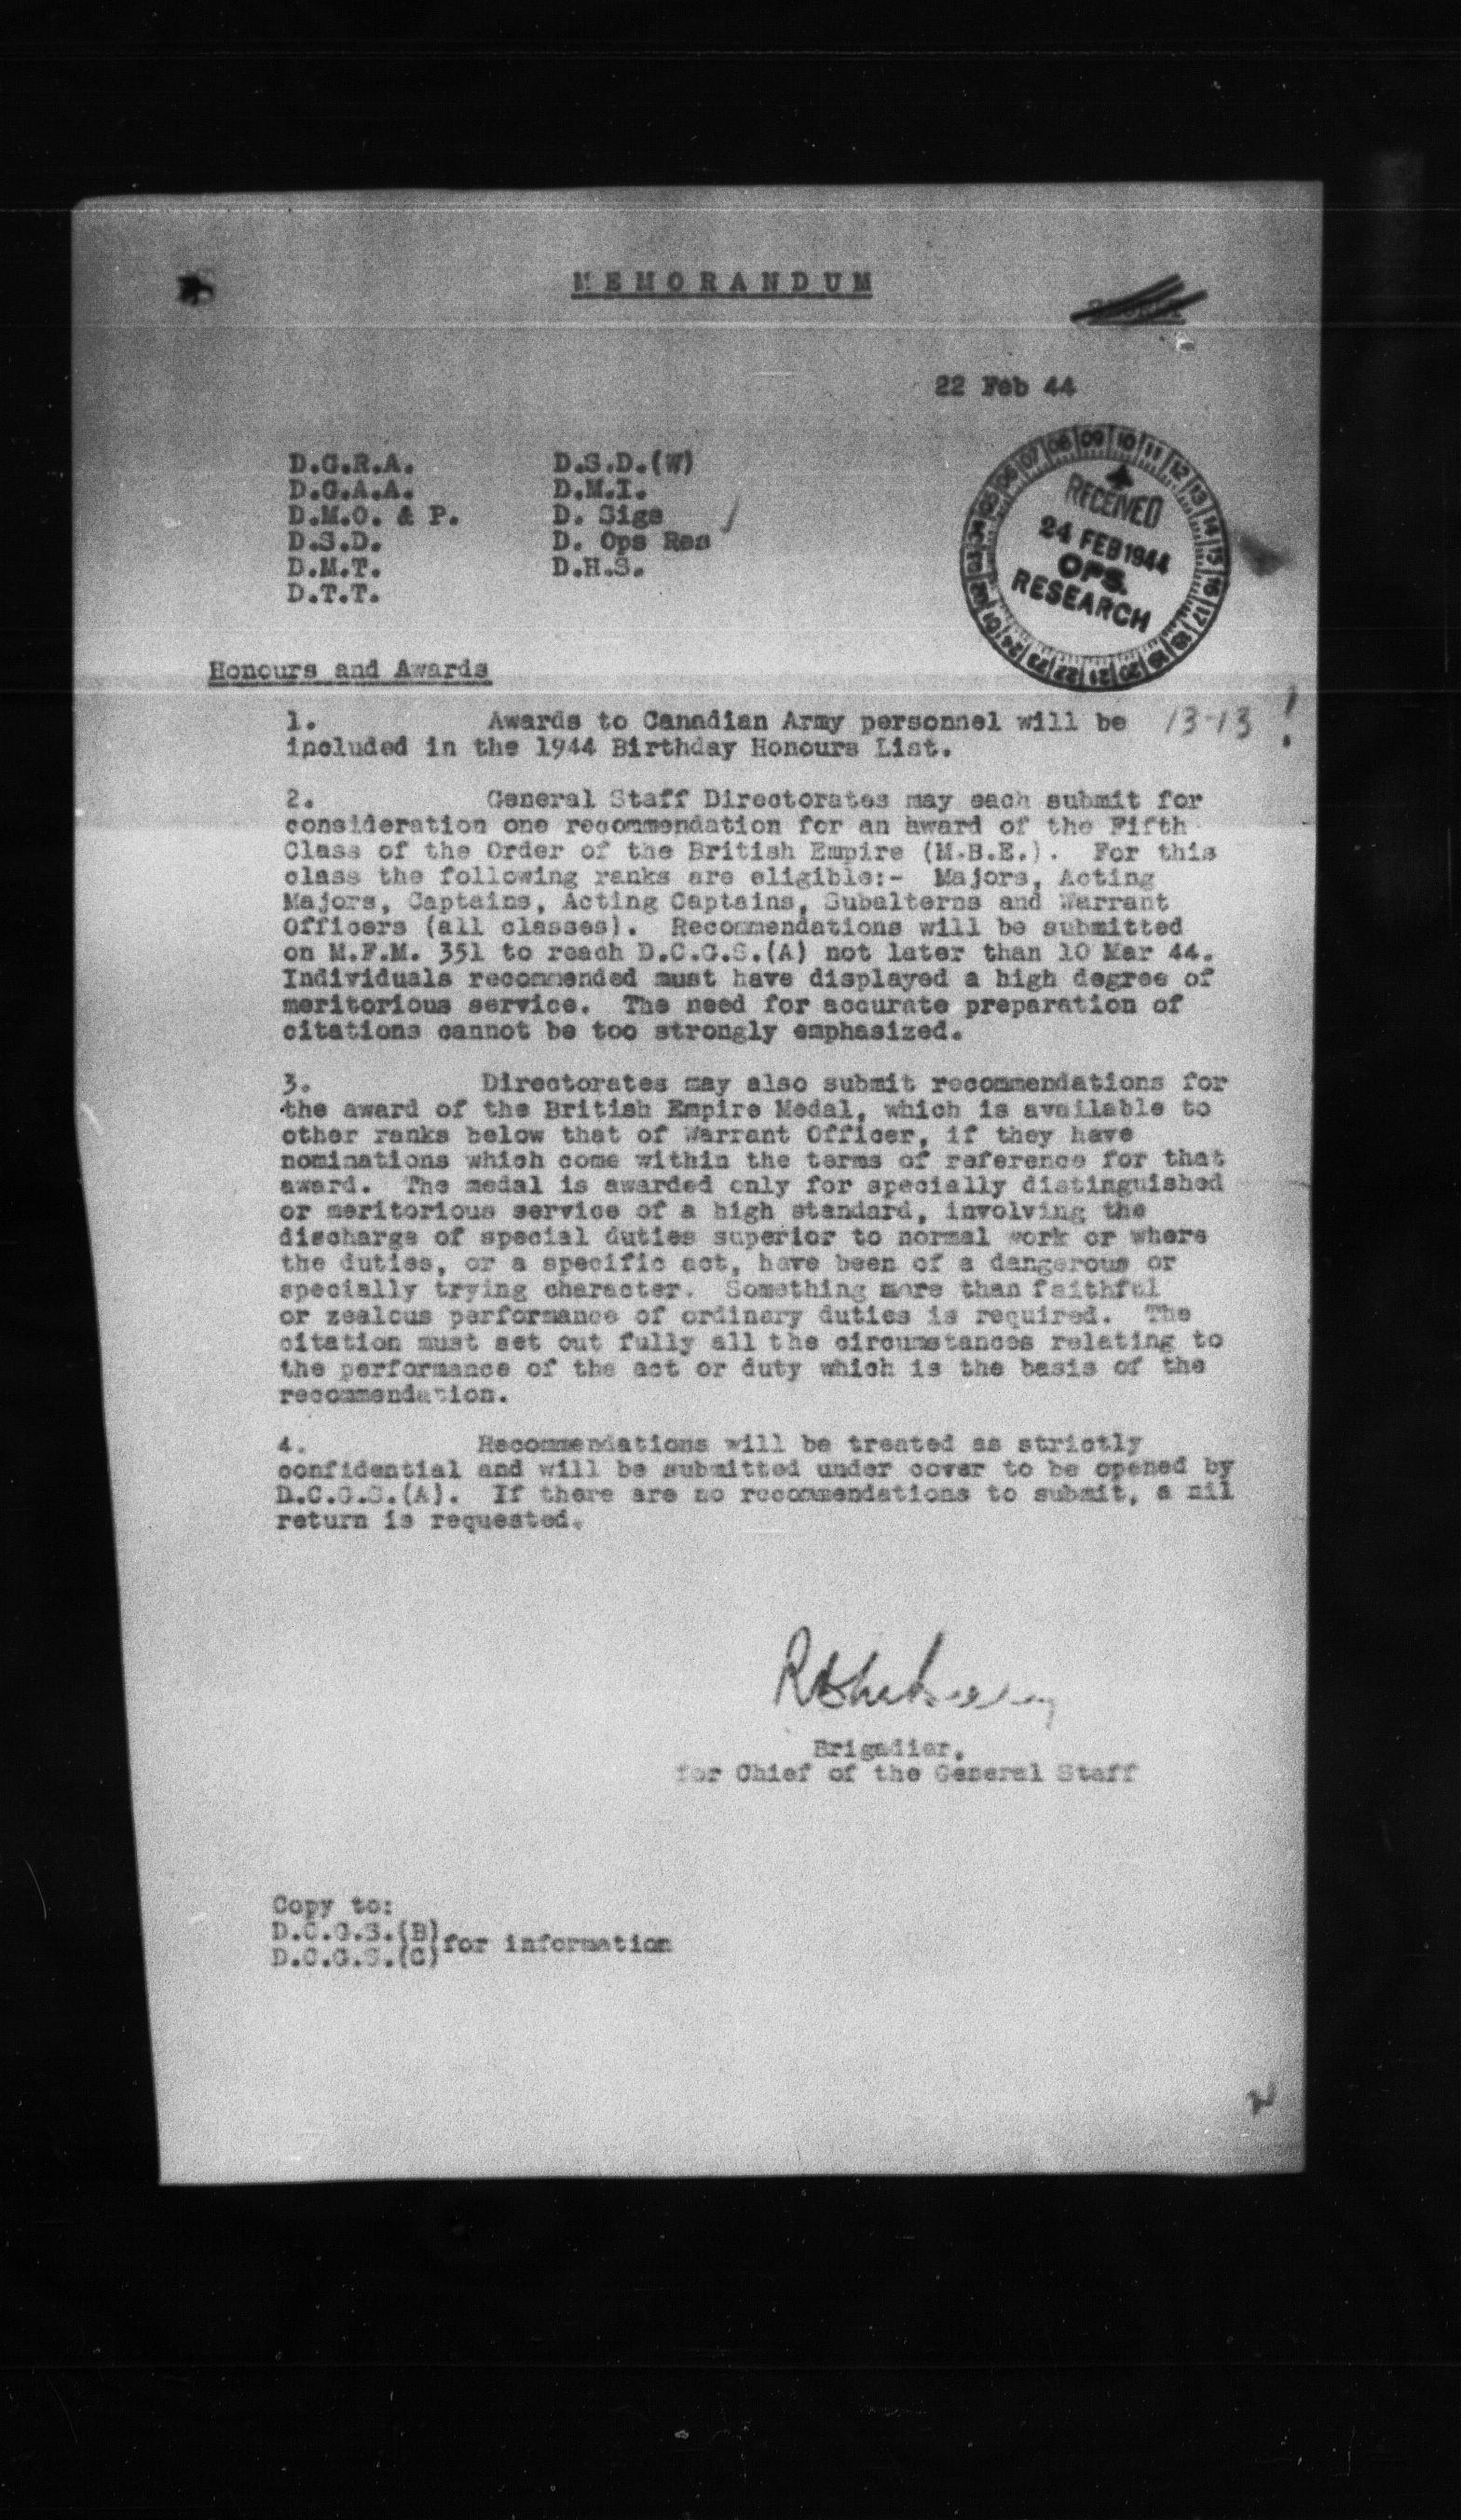 MEMORANDUM
22 Feb 44
D.G.R.A. D.S.D.(W)
D.G.A.A. D.M.I.
D.M.O. & P. D. Sigs
D.S.D. D. Ops Res
D.M.T. D.H.S.
D.T.T.
RECEIVED
24 FEB 1944
OPS.
RESEARCH
Honours and Awards
1. Awards to Canadian Army personnel will be 13-13 !
included in the 1944 Birthday Honours List.
2. General Staff Directorates may each submit for
consideration one recommendation for an award of the Fifth
Class of the Order of the British Empire (M.B.E.). For this
class the following ranks are eligible:- Majors, Acting
Majors, Captains, Acting Captains, Subalterns and Warrant
Officers (all classes). Recommendations will be submitted
on M.F.M. 351 to reach D.C.G.S.(A) not later than 10 Mar 44.
Individuals recommended must have displayed a high degree of
meritorious service. The need for accurate preparation of
citations cannot be too strongly emphasized.
3. Directorates may also submit recommendations for
the award of the British Empire Medal, which is available to
other ranks below that of Warrant Officer, if they have
nominations which come within the terms of reference for that
award. The medal is awarded only for specially distinguished
or meritorious service of a high standard, involving the
discharge of special duties superior to normal work or where
the duties, or a specific act, have been of a dangerous or
specially trying character. Something more than faithful
or zealous performance of ordinary duties is required. The
citation must set out fully all the circumstances relating to
the performance of the act or duty which is the basis of the
recommendation.
4. Recommendations will be treated as strictly
confidential and will be submitted under cover to be opened by
D.C.G.S.(A). If there are no recommendations to submit, a nil
return is requested.
Brigadier,
for Chief of the General Staff
Copy to:
D.C.G.S.(B)
for information
D.C.G.S.(C)